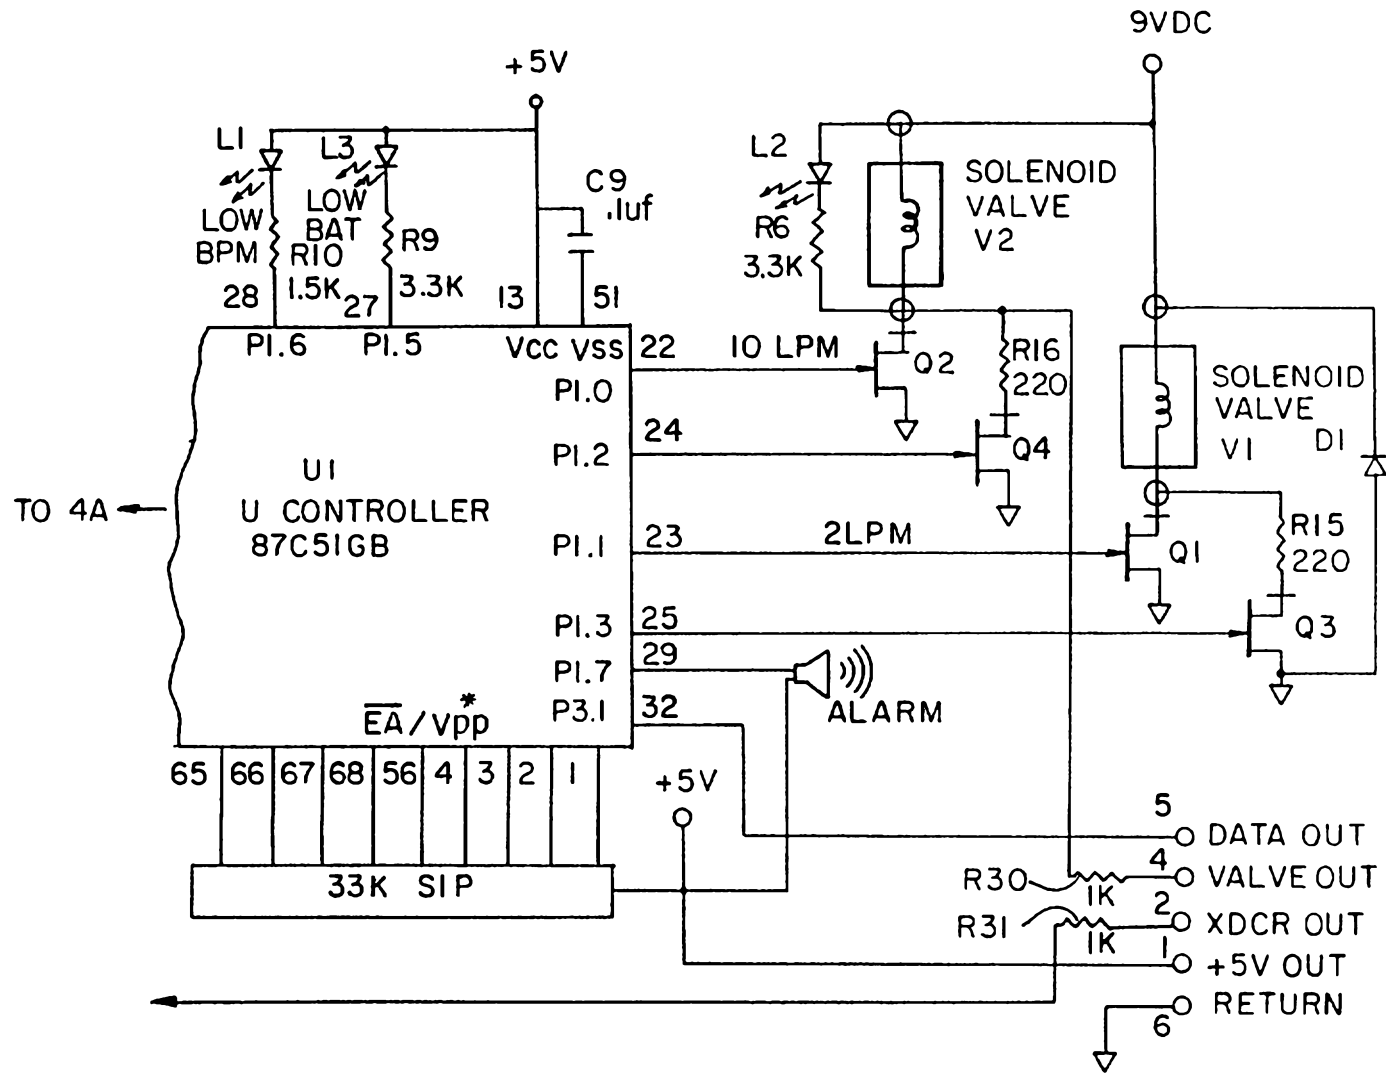 9VDC
+5V
L1
L3
LOW
BPM
LOW
BAT
R10
1.5K
R9
3.3K
C9
.1uf
28
27
13
51
L2
R6
3.3K
SOLENOID
VALVE
V2
P1.6
P1.5
VCC
VSS
22
P1.0
10 LPM
Q2
R16
220
SOLENOID
VALVE
V1
D1
24
P1.2
Q4
U1
U CONTROLLER
87C51GB
TO 4A
23
P1.1
2LPM
Q1
R15
220
25
P1.3
Q3
29
P1.7
ALARM
32
P3.1
EA/Vpp*
65
66
67
68
56
4
3
2
1
33K SIP
+5V
5
DATA OUT
R30
1K
4
VALVE OUT
R31
1K
2
XDCR OUT
1
+5V OUT
RETURN
6